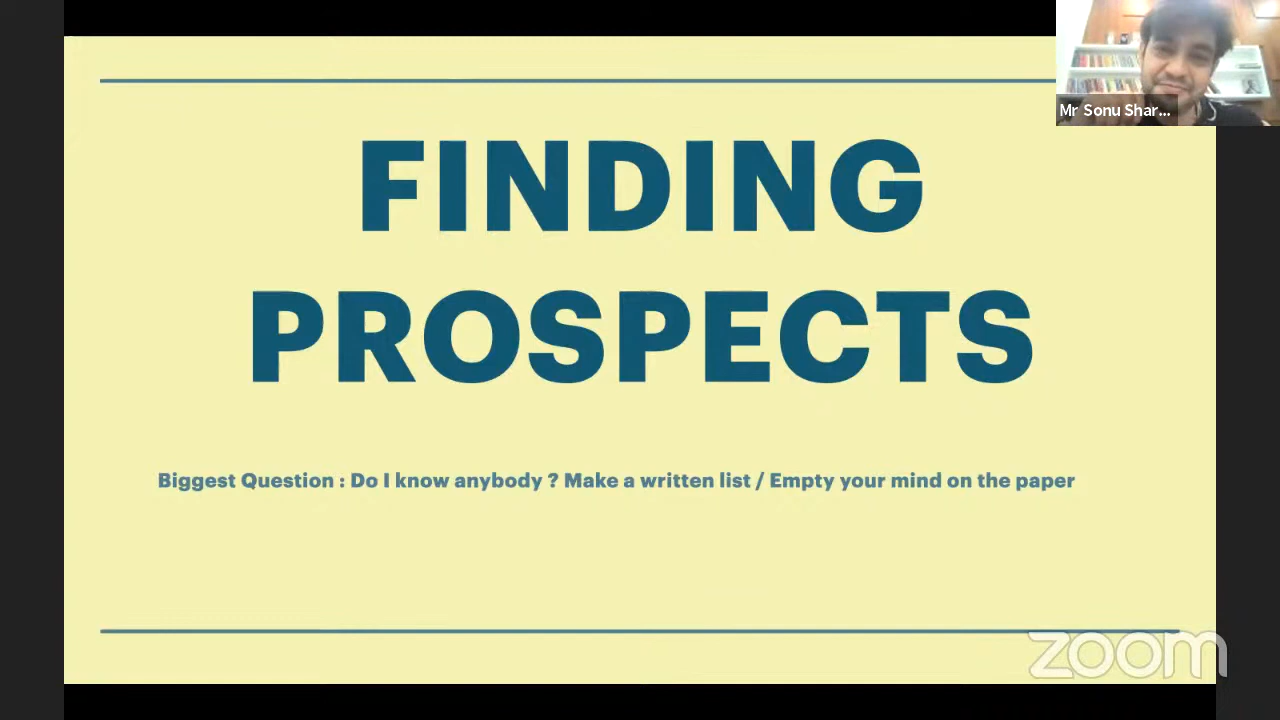 Mr Sonu Shar...
FINDING
PROSPECTS
Biggest Question : Do I know anybody ? Make a written list / Empty your mind on the paper
zoom